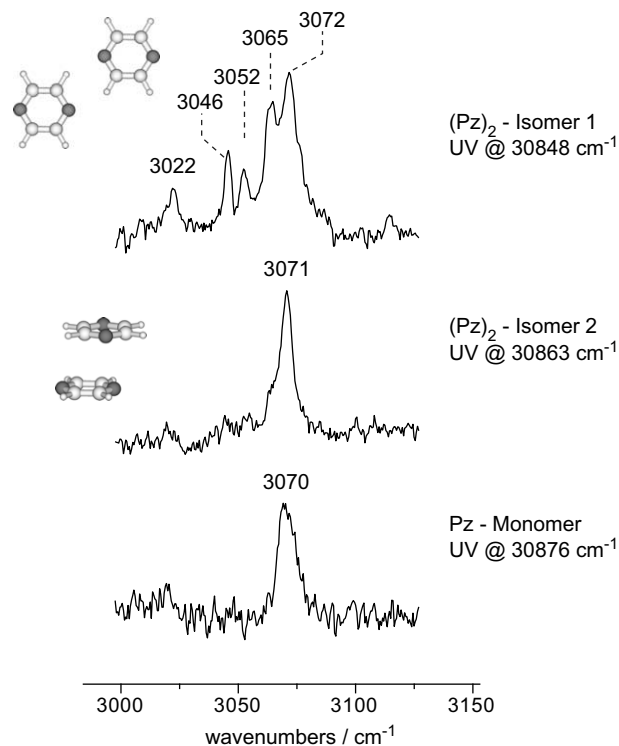 3072
3065
3052
3046
3022
(Pz)2 - Isomer 1
UV @ 30848 cm-1
3071
(Pz)2 - Isomer 2
UV @ 30863 cm-1
3070
Pz - Monomer
UV @ 30876 cm-1
3000 3050 3100 3150
wavenumbers / cm-1